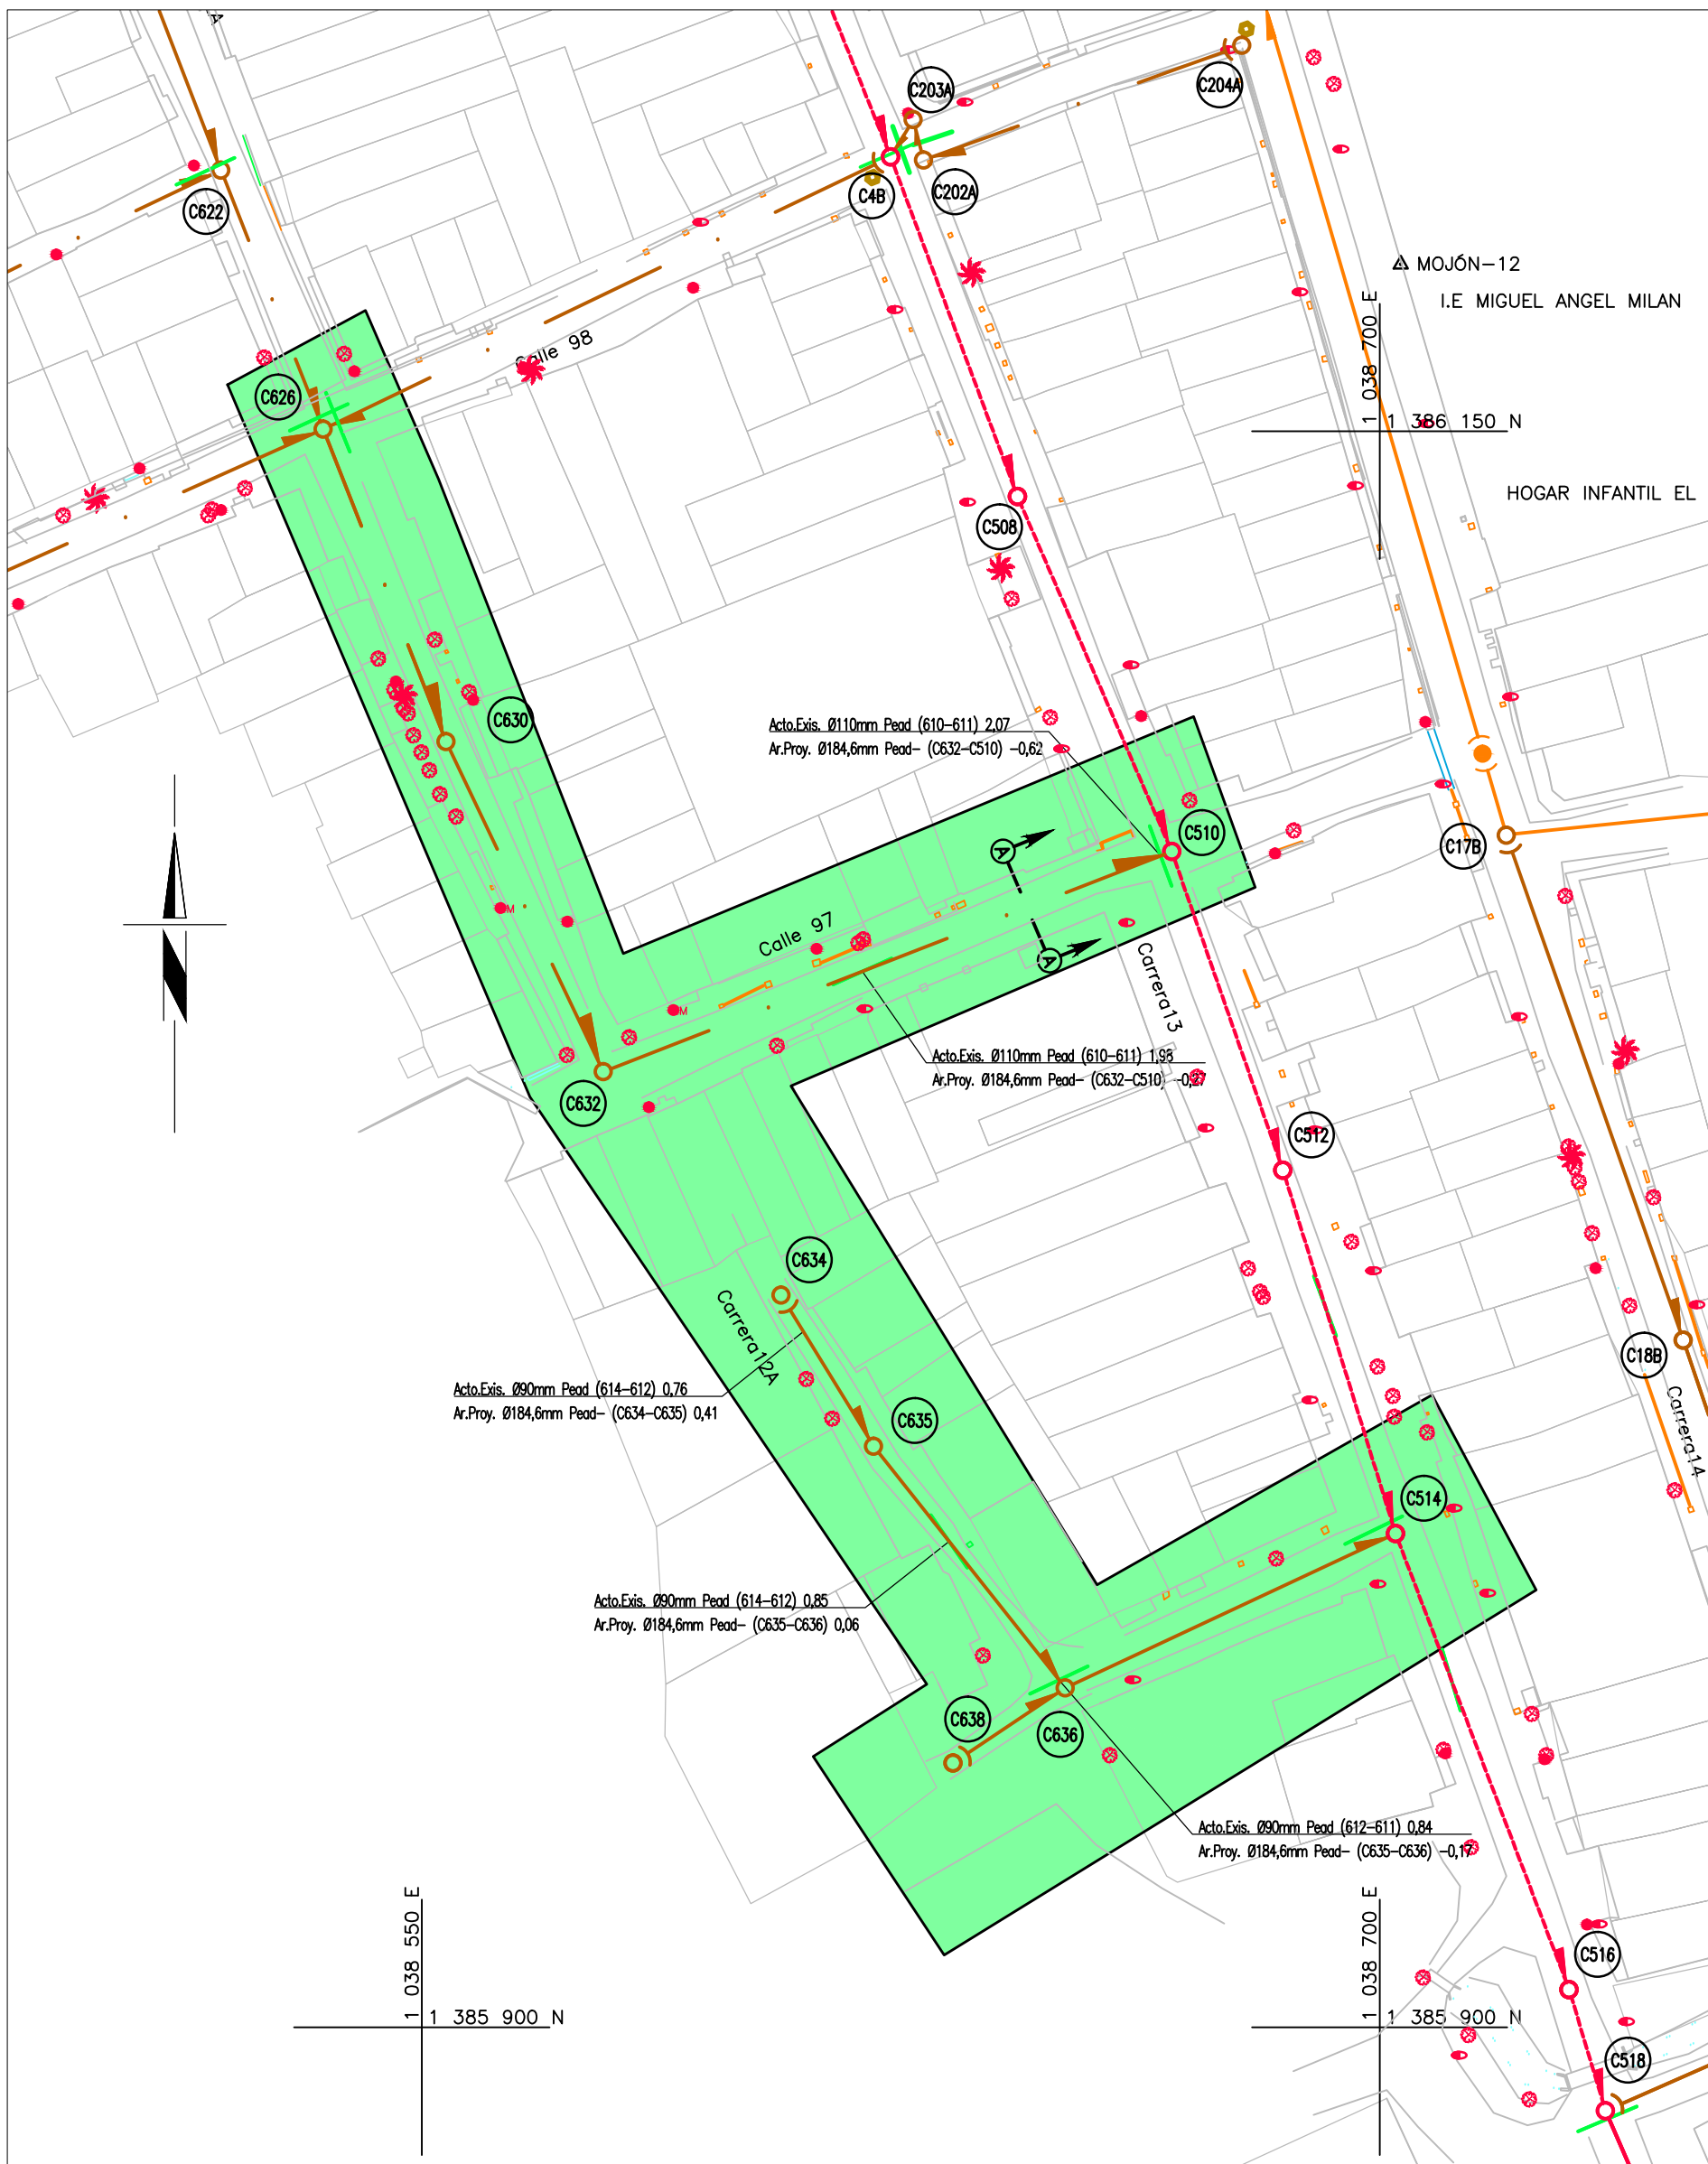 C203A
C204A
C622
C4B
C202A
MOJÓN-12
I.E MIGUEL ANGEL MILAN
1 038 700 E
1 386 150 N
Calle 98
C626
HOGAR INFANTIL EL
C508
C630
Acto.Exis. Ø110mm Pead (610-611) 2,07
Ar.Proy. Ø184,6mm Pead- (C632-C510) -0,62
C510
C17B
A
Calle 97
M
A
Carrera13
M
Acto.Exis. Ø110mm Pead (610-611) 1,98
Ar.Proy. Ø184,6mm Pead- (C632-C510) -0,27
C632
C512
C634
Carrera12A
C18B
Acto.Exis. Ø90mm Pead (614-612) 0,76
Ar.Proy. Ø184,6mm Pead- (C634-C635) 0,41
C635
Carrera14
C514
Acto.Exis. Ø90mm Pead (614-612) 0,85
Ar.Proy. Ø184,6mm Pead- (C635-C636) 0,06
C638
C636
Acto.Exis. Ø90mm Pead (612-611) 0,84
Ar.Proy. Ø184,6mm Pead- (C635-C636) -0,17
1 038 550 E
1 385 900 N
1 038 700 E
1 385 900 N
C516
C518